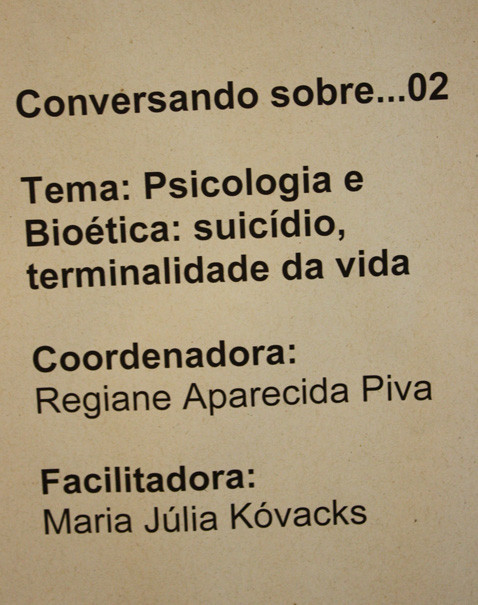 Conversando sobre...02
Tema: Psicologia e
Bioética: suicídio,
terminalidade da vida
Coordenadora:
Regiane Aparecida Piva
Facilitadora:
Maria Júlia Kóvacks